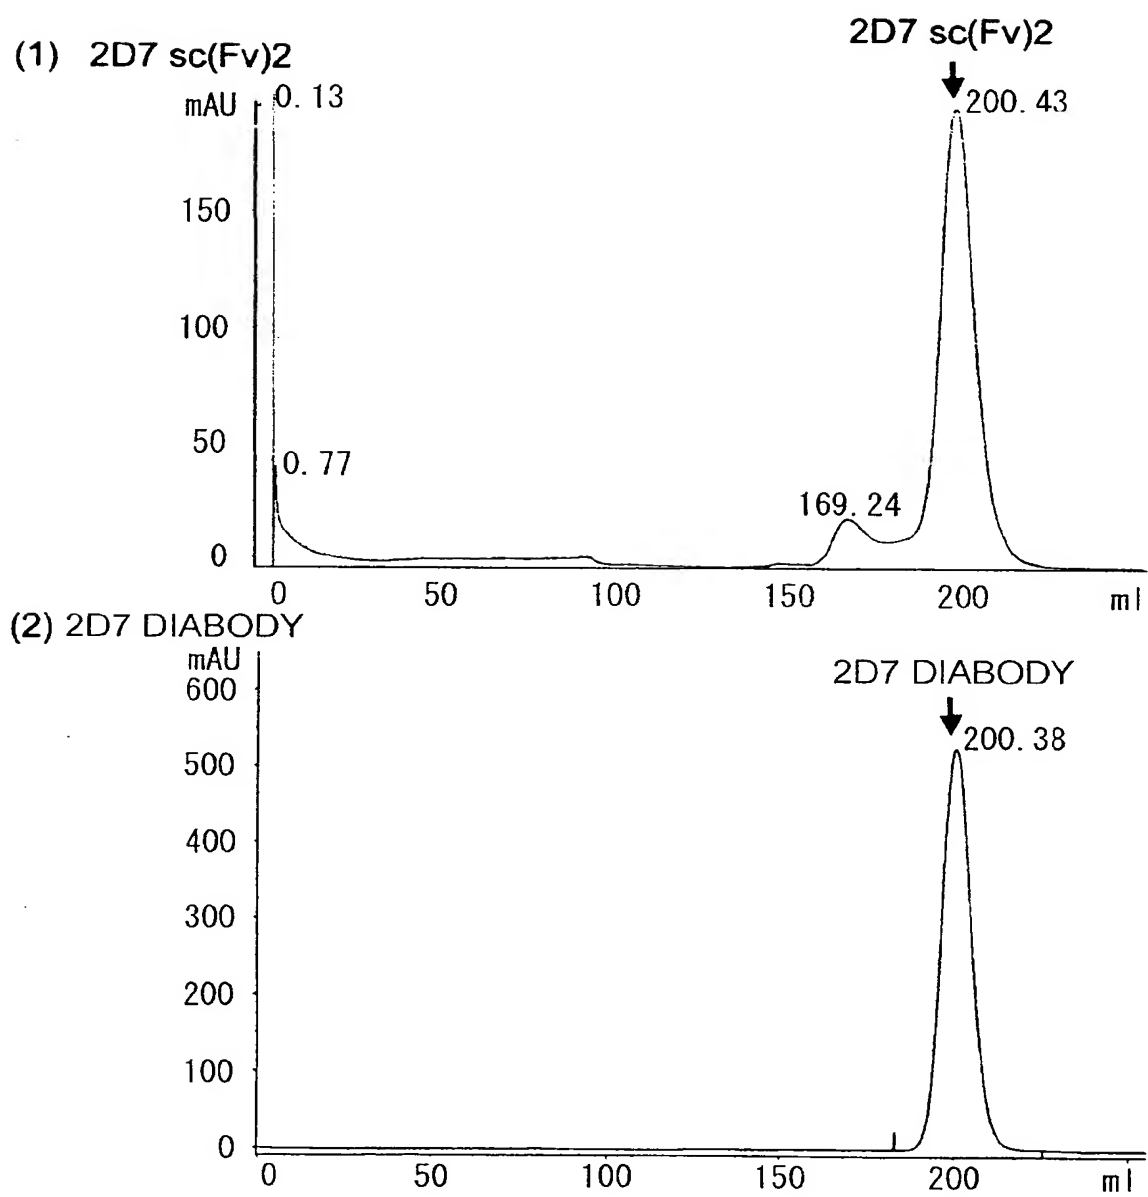 2D7 sc(Fv)2
(1) 2D7 sc(Fv)2
mAU
0. 13
200. 43
150
100
50
0. 77
169. 24
0
0 50 100 150 200 ml
(2) 2D7 DIABODY
mAU
2D7 DIABODY
600
200. 38
500
400
300
200
100
0
0 50 100 150 200 ml